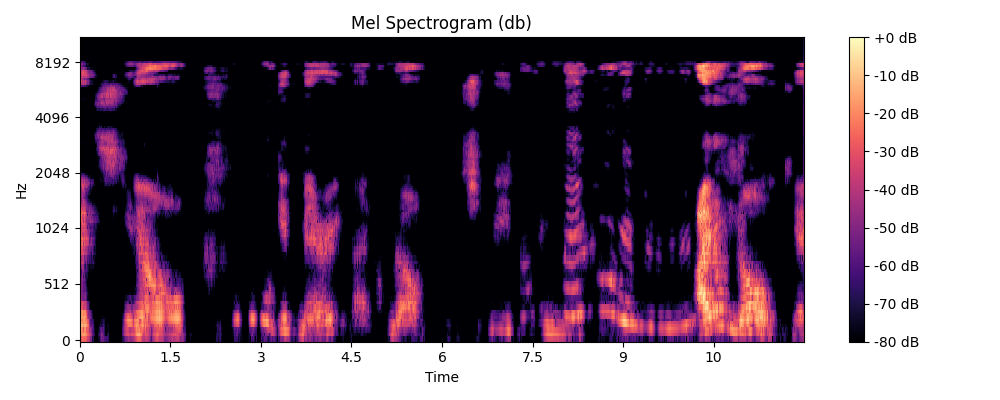 Mel Spectrogram (db)
8192
4096
2048
1024
512
0
Hz
0 1.5 3 4.5 6 7.5 9 10
Time
+0 dB
-10 dB
-20 dB
-30 dB
-40 dB
-50 dB
-60 dB
-70 dB
-80 dB